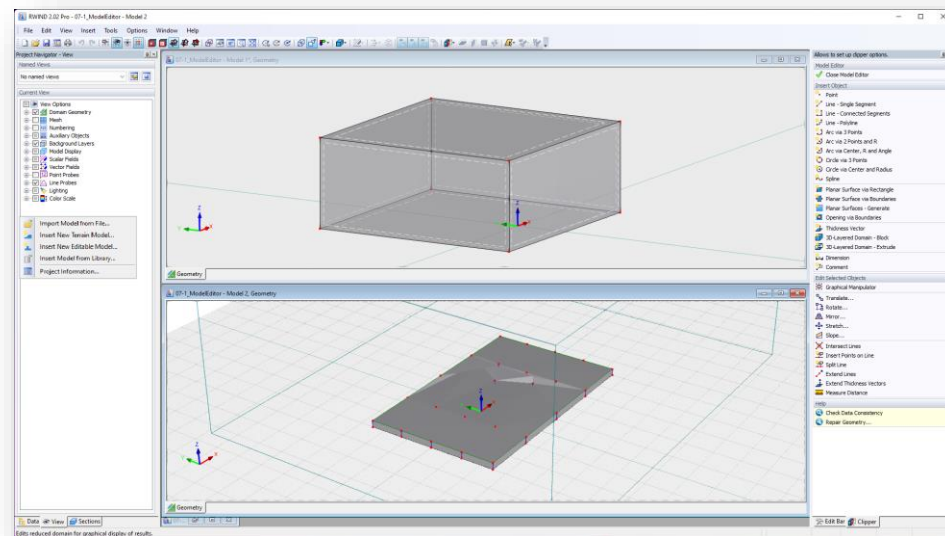 RWIND 2.02 Pro - 07-1_ModelEditor - Model 2
File Edit View Insert Tools Options Window Help
Project Navigator - View
Named Views
No named views
Current View
View Options
Domain Geometry
Mesh
Numbering
Auxiliary Objects
Background Layers
Model Display
Scalar Fields
Vector Fields
Point Probes
Line Probes
Lighting
Color Scale
Import Model from File...
Insert New Terrain Model...
Insert New Editable Model...
Insert Model from Library...
Project Information...
Data View Sections
Edits reduced domain for graphical display of results.
07-1_ModelEditor - Model 1*, Geometry
Z
Y
X
Z
Y
X
Geometry
07-1_ModelEditor - Model 2, Geometry
Z
Z
Y
X
Geometry
Allows to set up clipper options.
Model Editor
Close Model Editor
Insert Object
Point
Line - Single Segment
Line - Connected Segments
Line - Polyline
Arc via 3 Points
Arc via 2 Points and R
Arc via Center, R and Angle
Circle via 3 Points
Circle via Center and Radius
Spline
Planar Surface via Rectangle
Planar Surface via Boundaries
Planar Surfaces - Generate
Opening via Boundaries
Thickness Vector
3D-Layered Domain - Block
3D-Layered Domain - Extrude
Dimension
Comment
Edit Selected Objects
Graphical Manipulator
Translate...
Rotate...
Mirror...
Stretch...
Slope...
Intersect Lines
Insert Points on Line
Split Line
Extend Lines
Extend Thickness Vectors
Measure Distance
Help
Check Data Consistency
Repair Geometry...
Edit Bar Clipper